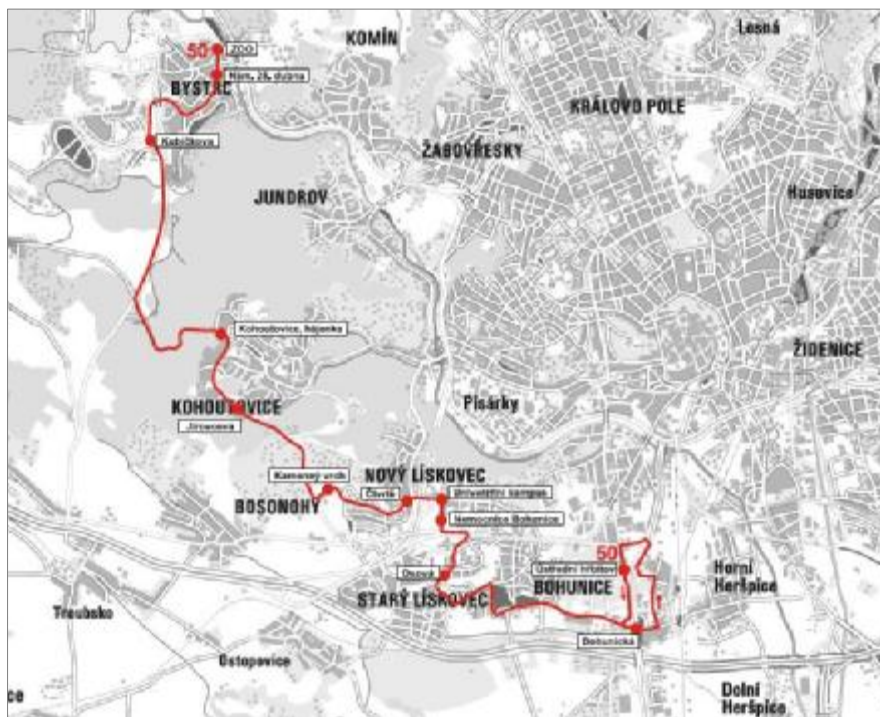 KOMÍN
Lesná
50
ZOO
Nám. 28. dubna
BYSTRC
KRÁLOVO POLE
Kubíčkova
ŽABOVŘESKY
JUNDROV
Husovice
Kohoutovice, hájenka
ŽIDENICE
KOHOUTOVICE
Pisárky
Jírovcova
Kamenný vrch
NOVÝ LÍSKOVEC
Univerzitní kampus
BOSONOHY
Nemocnice Bohunice
50
Ústřední hřbitov
Osová
BOHUNICE
Horní
Heršpice
STARÝ LÍSKOVEC
Troubsko
Bohunická
Ostopovice
Dolní
Heršpice
ce